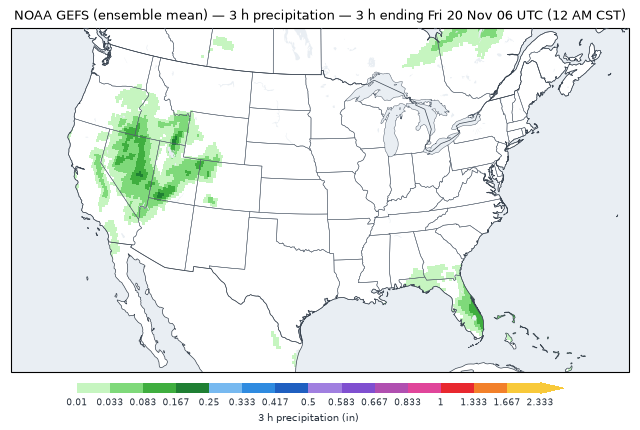 NOAA GEFS (ensemble mean) — 3 h precipitation — 3 h ending Fri 20 Nov 06 UTC (12 AM CST)
0.01 0.033 0.083 0.167 0.25 0.333 0.417 0.5 0.583 0.667 0.833 1 1.333 1.667 2.333
3 h precipitation (in)